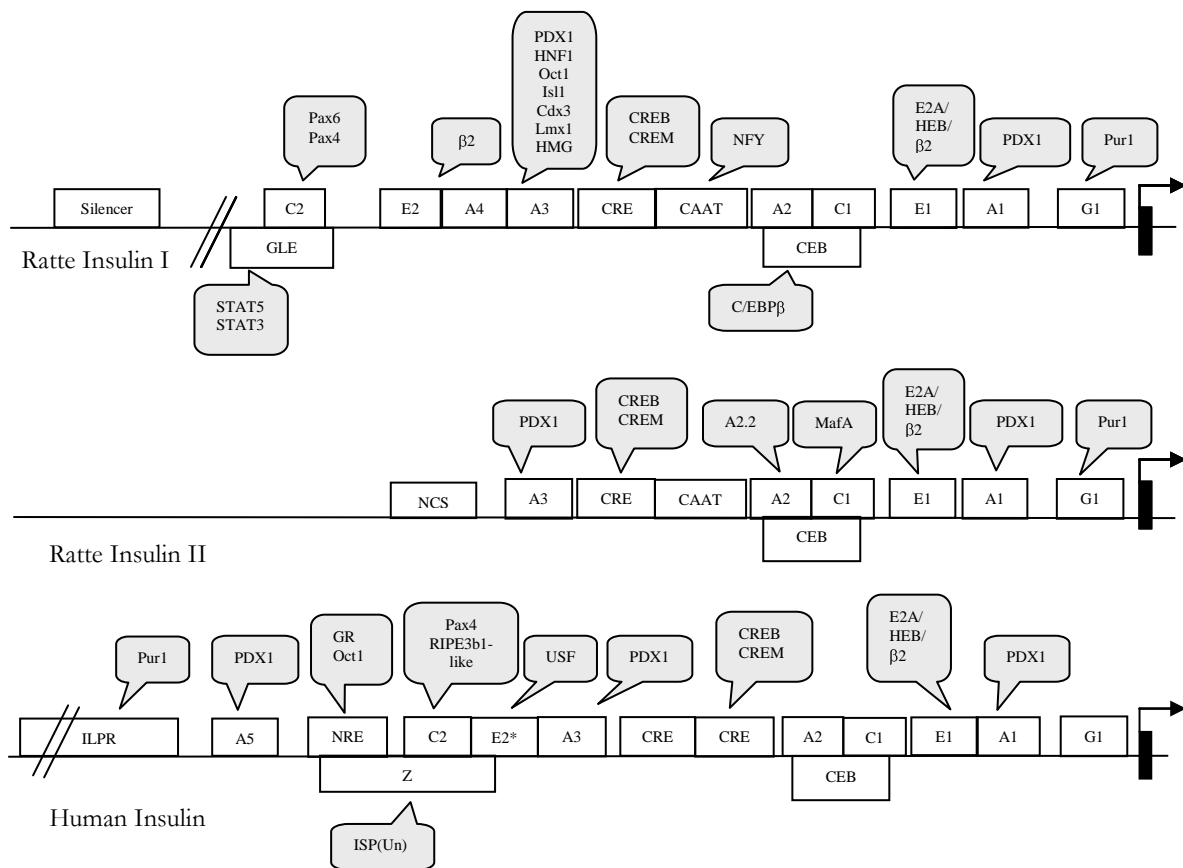 PDX1
HNF1
Oct1
Isl1
Cdx3
Lmx1
HMG
Pax6
Pax4
β2
CREB
CREM
NFY
E2A/
HEB/
β2
PDX1
Pur1
Silencer
C2
E2
A4
A3
CRE
CAAT
A2
C1
E1
A1
G1
GLE
CEB
Ratte Insulin I
STAT5
STAT3
C/EBPβ
PDX1
CREB
CREM
A2.2
MafA
E2A/
HEB/
β2
PDX1
Pur1
NCS
A3
CRE
CAAT
A2
C1
E1
A1
G1
CEB
Ratte Insulin II
Pur1
PDX1
GR
Oct1
Pax4
RIPE3b1-
like
USF
PDX1
CREB
CREM
E2A/
HEB/
β2
PDX1
ILPR
A5
NRE
C2
E2*
A3
CRE
CRE
A2
C1
E1
A1
G1
Z
CEB
Human Insulin
ISP(Un)